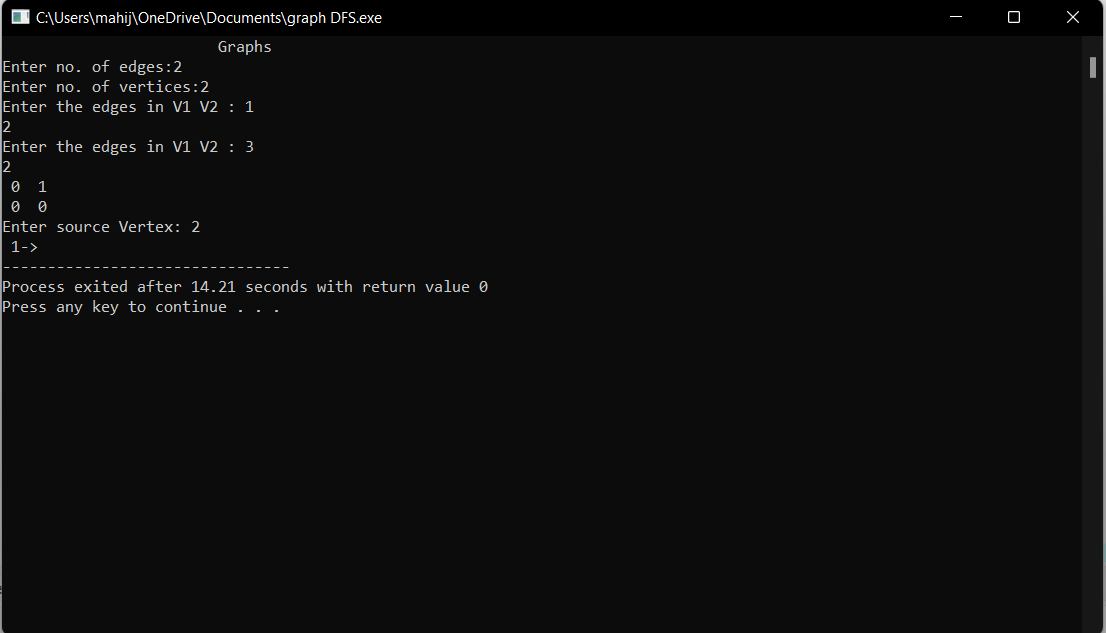 C:\Users\mahij\OneDrive\Documents\graph DFS.exe
Graphs
Enter no. of edges:2
Enter no. of vertices:2
Enter the edges in V1 V2 : 1
2
Enter the edges in V1 V2 : 3
2
0  1
0  0
Enter source Vertex: 2
1->
--------------------------------
Process exited after 14.21 seconds with return value 0
Press any key to continue . . .